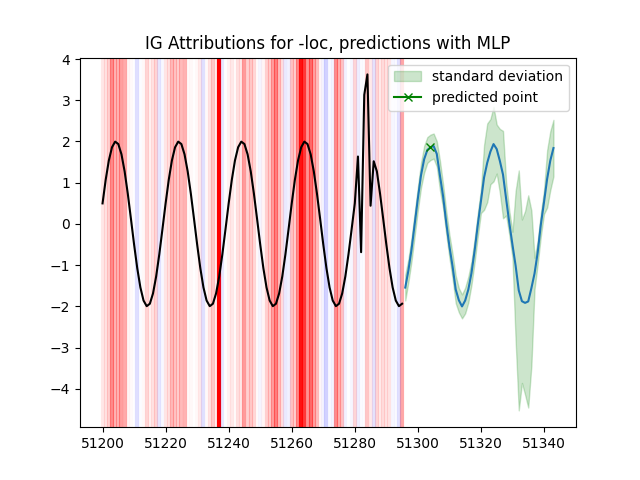 IG Attributions for -loc, predictions with MLP
standard deviation
predicted point
4
3
2
1
0
−1
−2
−3
−4
51200 51220 51240 51260 51280 51300 51320 51340